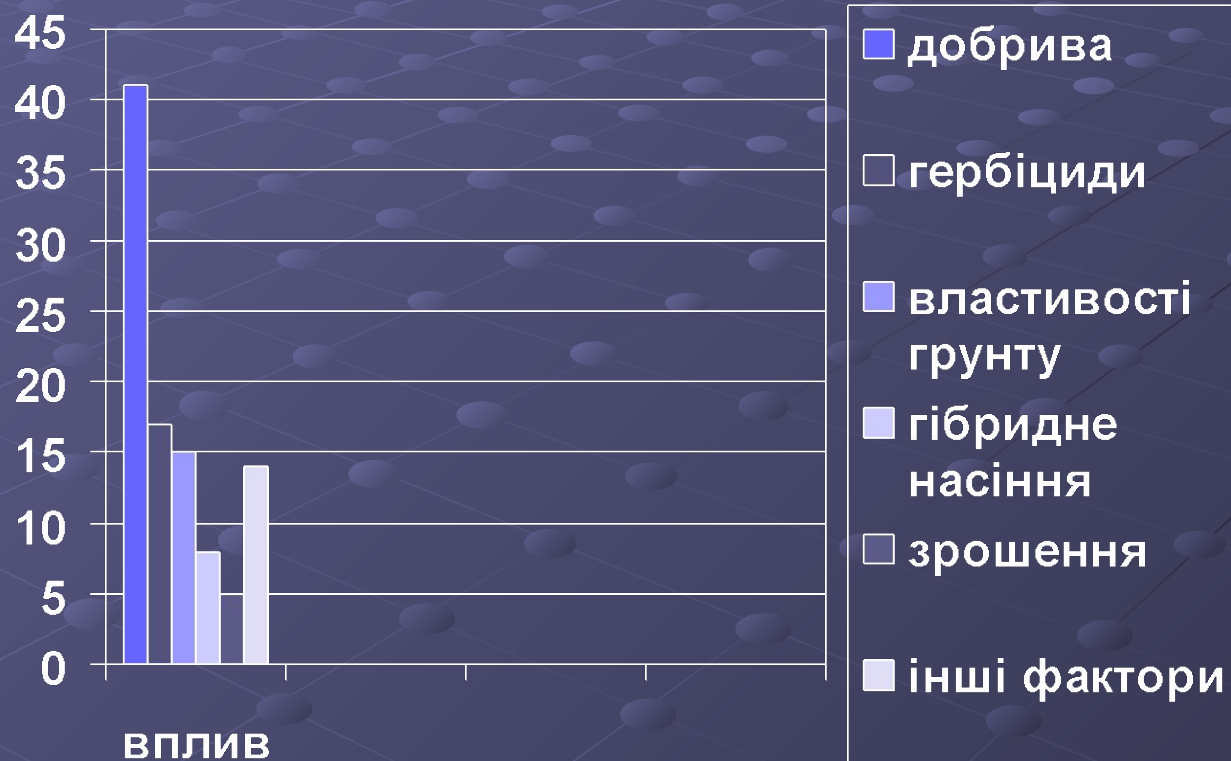 45
40
35
30
25
20
15
10
5
0
вплив
добрива
гербіциди
властивості
грунту
гібридне
насіння
зрошення
інші фактори